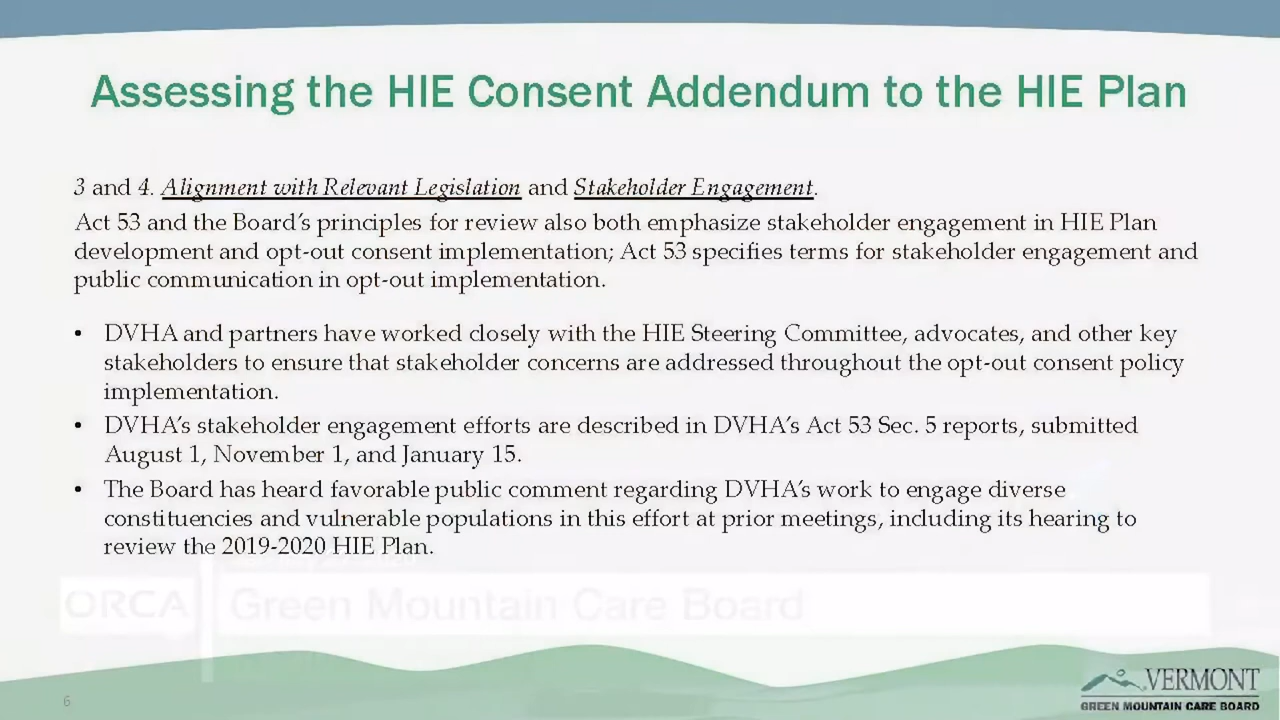 Assessing the HIE Consent Addendum to the HIE Plan
3 and 4. Alignment with Relevant Legislation and Stakeholder Engagement.
Act 53 and the Board's principles for review also both emphasize stakeholder engagement in HIE Plan
development and opt-out consent implementation; Act 53 specifies terms for stakeholder engagement and
public communication in opt-out implementation.
• DVHA and partners have worked closely with the HIE Steering Committee, advocates, and other key
stakeholders to ensure that stakeholder concerns are addressed throughout the opt-out consent policy
implementation.
• DVHA's stakeholder engagement efforts are described in DVHA's Act 53 Sec. 5 reports, submitted
August 1, November 1, and January 15.
• The Board has heard favorable public comment regarding DVHA's work to engage diverse
constituencies and vulnerable populations in this effort at prior meetings, including its hearing to
review the 2019-2020 HIE Plan.
ORCA Green Mountain Care Board
6
VERMONT
GREEN MOUNTAIN CARE BOARD